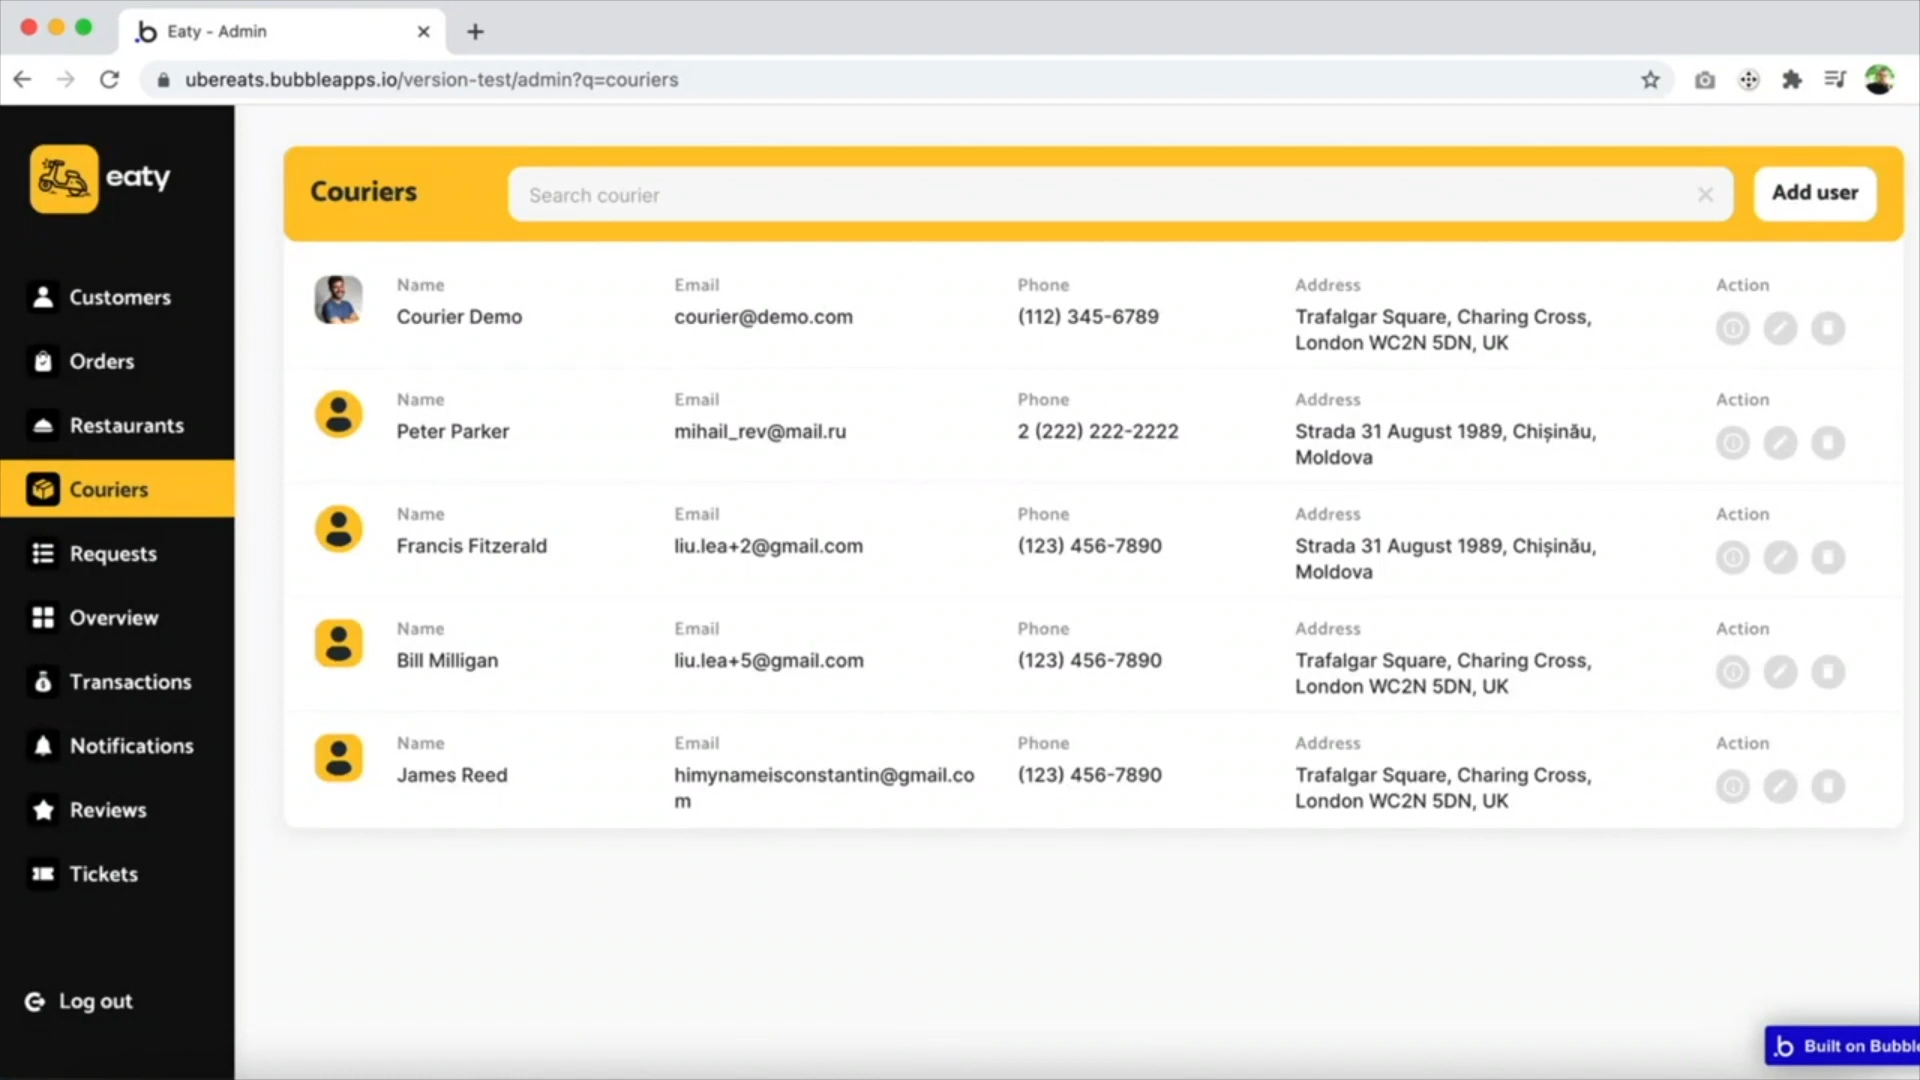 Eaty - Admin
ubereats.bubbleapps.io/version-test/admin?q=couriers
eaty
Customers
Orders
Restaurants
Couriers
Requests
Overview
Transactions
Notifications
Reviews
Tickets
Log out
Couriers
Search courier
Add user
Name Email Phone Address Action
Courier Demo courier@demo.com (112) 345-6789 Trafalgar Square, Charing Cross,
London WC2N 5DN, UK
Name Email Phone Address Action
Peter Parker mihail_rev@mail.ru 2 (222) 222-2222 Strada 31 August 1989, Chișinău,
Moldova
Name Email Phone Address Action
Francis Fitzerald liu.lea+2@gmail.com (123) 456-7890 Strada 31 August 1989, Chișinău,
Moldova
Name Email Phone Address Action
Bill Milligan liu.lea+5@gmail.com (123) 456-7890 Trafalgar Square, Charing Cross,
London WC2N 5DN, UK
Name Email Phone Address Action
James Reed himynameisconstantin@gmail.co (123) 456-7890 Trafalgar Square, Charing Cross,
m London WC2N 5DN, UK
Built on Bubble